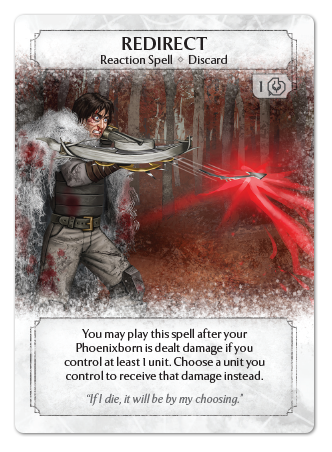 REDIRECT
Reaction Spell ◇ Discard
1
You may play this spell after your
Phoenixborn is dealt damage if you
control at least 1 unit. Choose a unit you
control to receive that damage instead.
"If I die, it will be by my choosing."